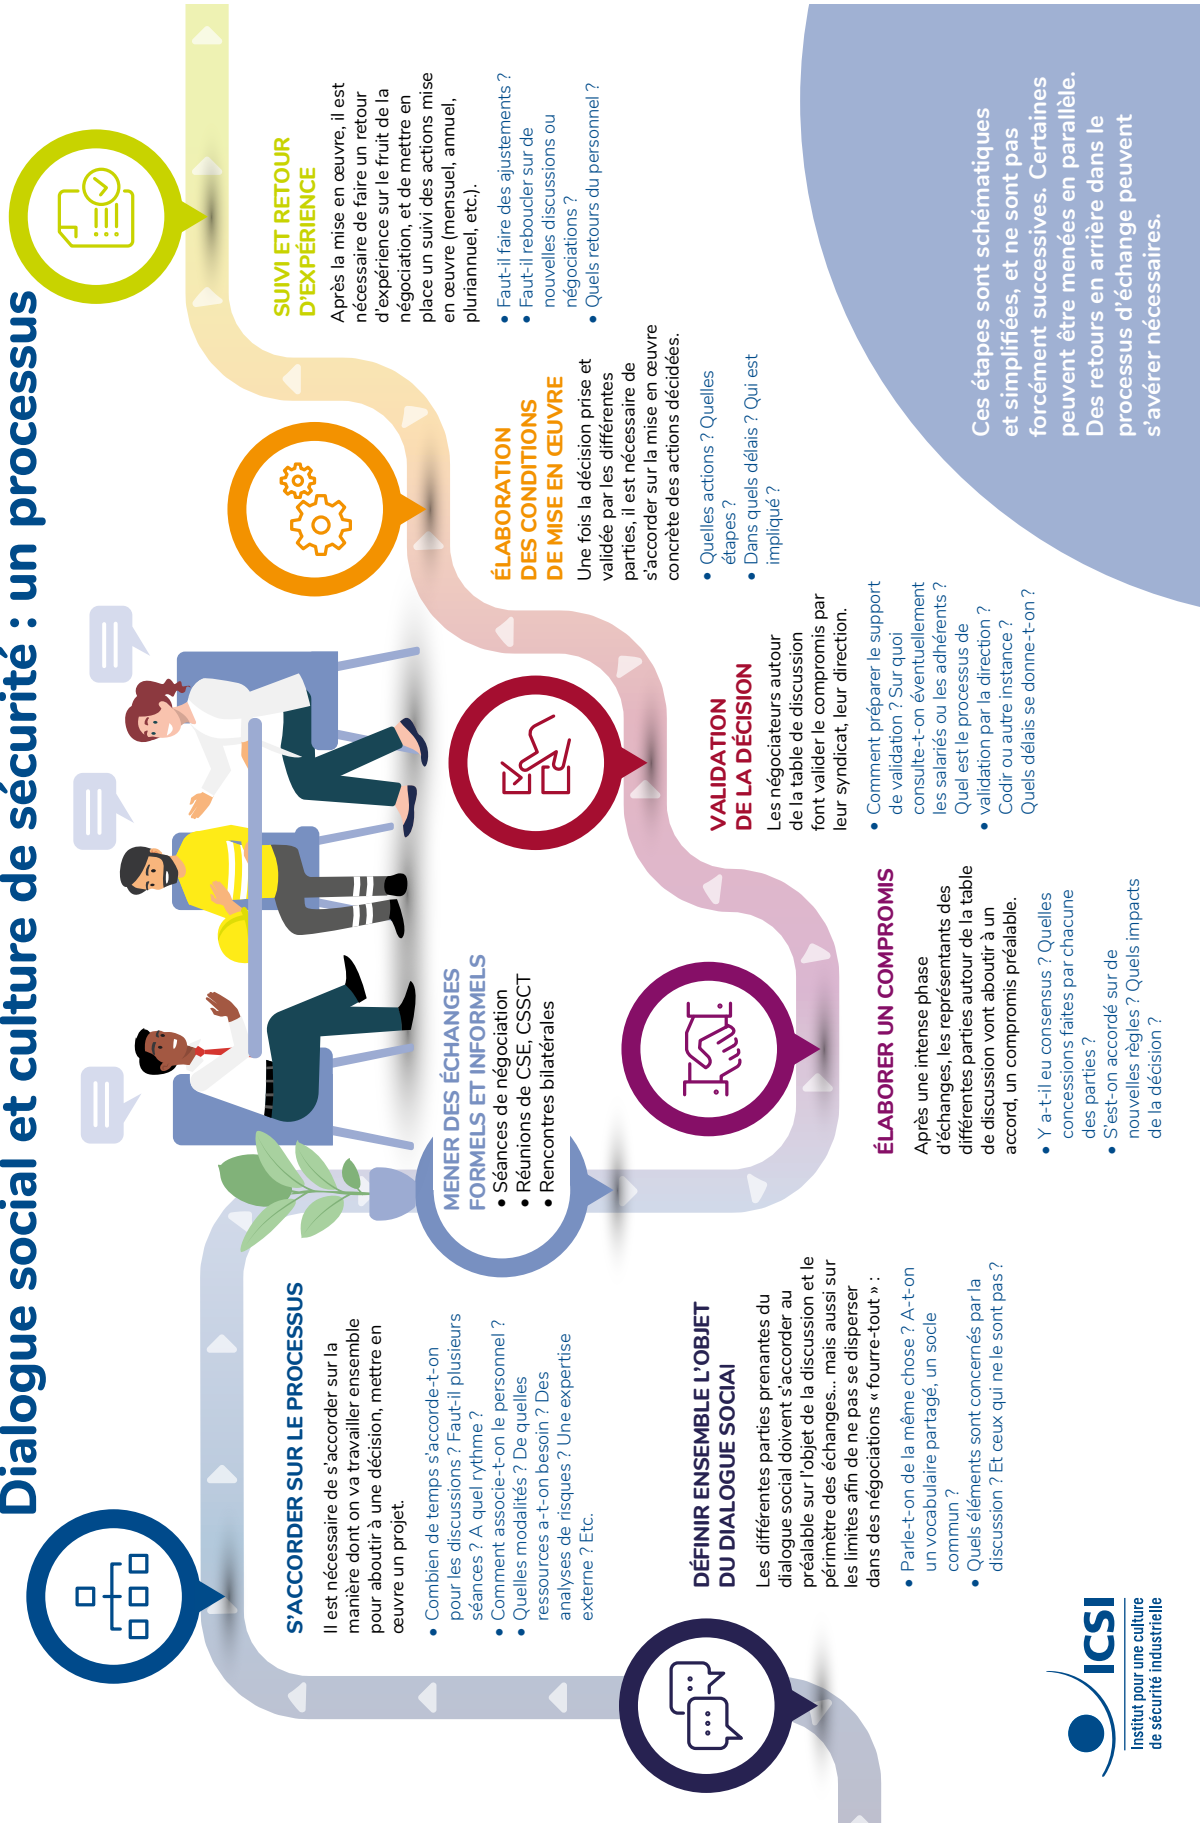 Dialogue social et culture de sécurité : un processus
DÉFINIR ENSEMBLE L’OBJET
DU DIALOGUE SOCIAl
Les différentes parties prenantes du
dialogue social doivent s’accorder au
préalable sur l’objet de la discussion et le
périmètre des échanges... mais aussi sur
les limites afin de ne pas se disperser
dans des négociations « fourre-tout » :
• Parle-t-on de la même chose ? A-t-on
un vocabulaire partagé, un socle
commun ?
• Quels éléments sont concernés par la
discussion ? Et ceux qui ne le sont pas ?
S’ACCORDER SUR LE PROCESSUS
Il est nécessaire de s’accorder sur la
manière dont on va travailler ensemble
pour aboutir à une décision, mettre en
œuvre un projet.
• Combien de temps s’accorde-t-on
pour les discussions ? Faut-il plusieurs
séances ? A quel rythme ?
• Comment associe-t-on le personnel ?
• Quelles modalités ? De quelles
ressources a-t-on besoin ? Des
analyses de risques ? Une expertise
externe ? Etc.
MENER DES ÉCHANGES
FORMELS ET INFORMELS
• Séances de négociation
• Réunions de CSE, CSSCT
• Rencontres bilatérales
ÉLABORER UN COMPROMIS
Après une intense phase
d’échanges, les représentants des
différentes parties autour de la table
de discussion vont aboutir à un
accord, un compromis préalable.
• Y a-t-il eu consensus ? Quelles
concessions faites par chacune
des parties ?
• S’est-on accordé sur de
nouvelles règles ? Quels impacts
de la décision ?
VALIDATION
DE LA DÉCISION
Les négociateurs autour
de la table de discussion
font valider le compromis par
leur syndicat, leur direction.
• Comment préparer le support
de validation ? Sur quoi
consulte-t-on éventuellement
les salariés ou les adhérents ?
Quel est le processus de
• validation par la direction ?
Codir ou autre instance ?
Quels délais se donne-t-on ?
ÉLABORATION
DES CONDITIONS
DE MISE EN ŒUVRE
Une fois la décision prise et
validée par les différentes
parties, il est nécessaire de
s’accorder sur la mise en œuvre
concrète des actions décidées.
• Quelles actions ? Quelles
étapes ?
• Dans quels délais ? Qui est
impliqué ?
SUIVI ET RETOUR
D’EXPÉRIENCE
Après la mise en œuvre, il est
nécessaire de faire un retour
d’expérience sur le fruit de la
négociation, et de mettre en
place un suivi des actions mise
en œuvre (mensuel, annuel,
pluriannuel, etc.).
• Faut-il faire des ajustements ?
• Faut-il reboucler sur de
nouvelles discussions ou
négociations ?
• Quels retours du personnel ?
Ces étapes sont schématiques
et simplifiées, et ne sont pas
forcément successives. Certaines
peuvent être menées en parallèle.
Des retours en arrière dans le
processus d’échange peuvent
s’avérer nécessaires.
ICSI
Institut pour une culture
de sécurité industrielle